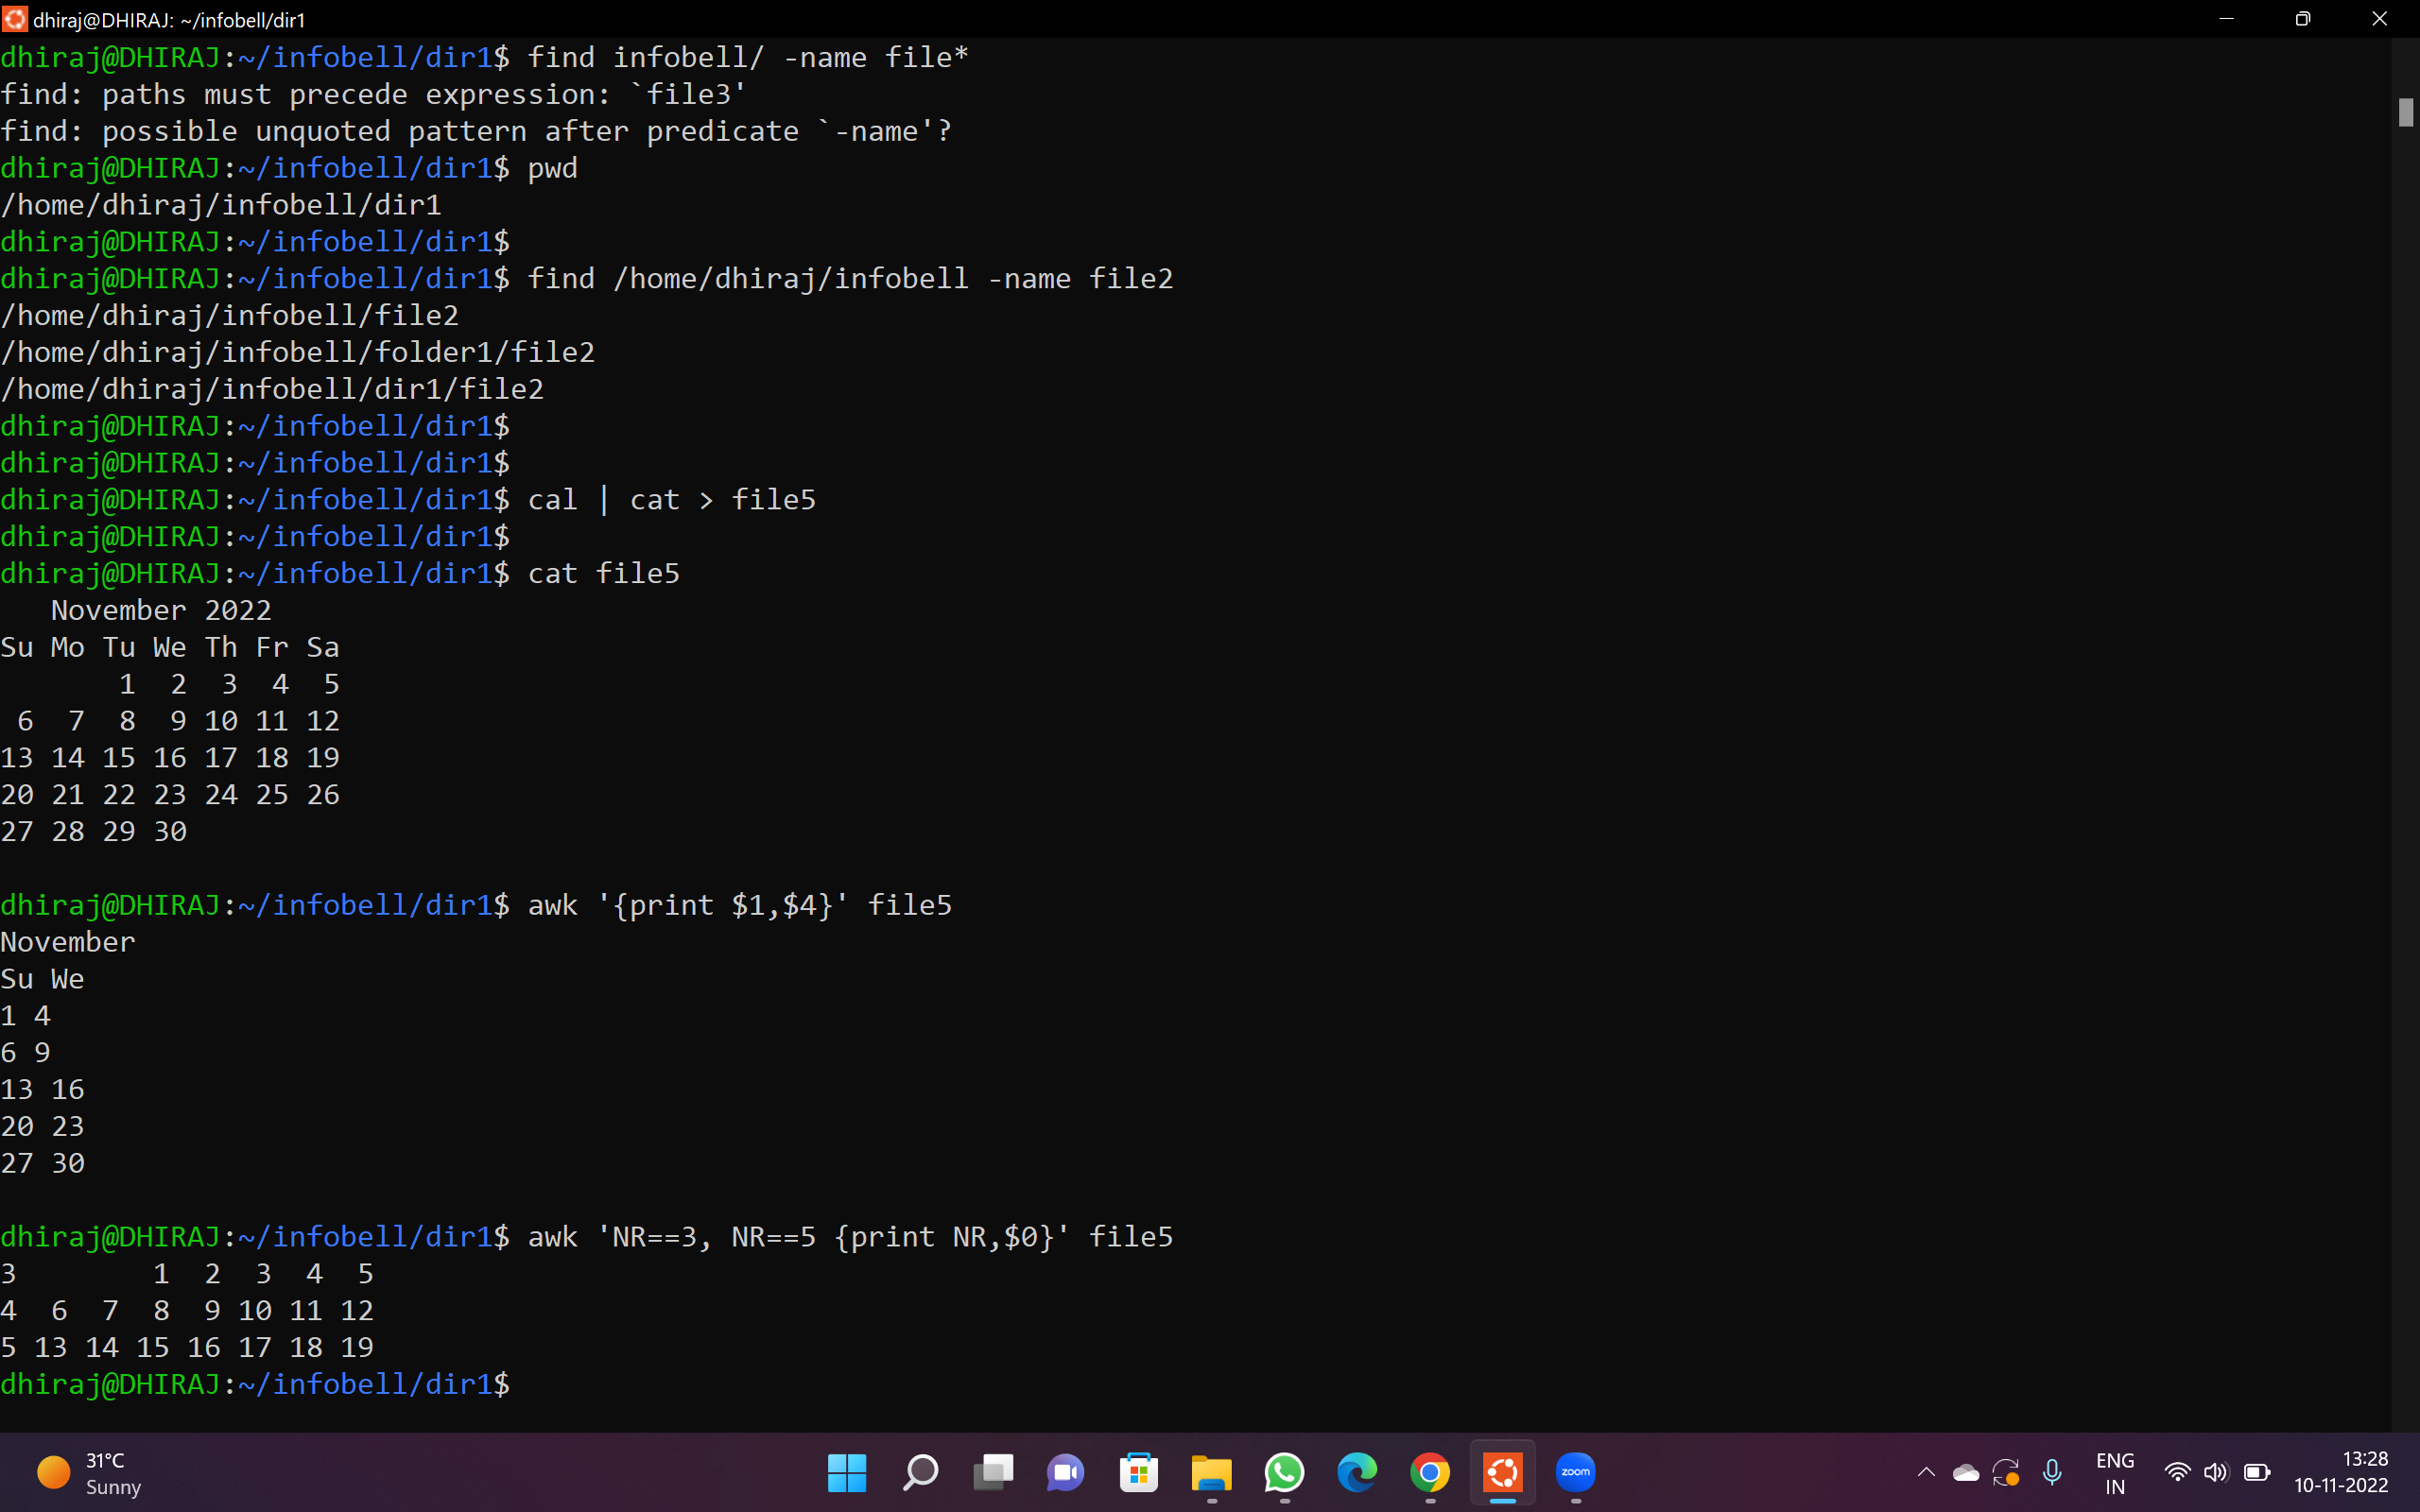 dhiraj@DHIRAJ: ~/infobell/dir1
dhiraj@DHIRAJ:~/infobell/dir1$ find infobell/ -name file*
find: paths must precede expression: `file3'
find: possible unquoted pattern after predicate `-name'?
dhiraj@DHIRAJ:~/infobell/dir1$ pwd
/home/dhiraj/infobell/dir1
dhiraj@DHIRAJ:~/infobell/dir1$
dhiraj@DHIRAJ:~/infobell/dir1$ find /home/dhiraj/infobell -name file2
/home/dhiraj/infobell/file2
/home/dhiraj/infobell/folder1/file2
/home/dhiraj/infobell/dir1/file2
dhiraj@DHIRAJ:~/infobell/dir1$
dhiraj@DHIRAJ:~/infobell/dir1$
dhiraj@DHIRAJ:~/infobell/dir1$ cal | cat > file5
dhiraj@DHIRAJ:~/infobell/dir1$
dhiraj@DHIRAJ:~/infobell/dir1$ cat file5
   November 2022
Su Mo Tu We Th Fr Sa
       1  2  3  4  5
 6  7  8  9 10 11 12
13 14 15 16 17 18 19
20 21 22 23 24 25 26
27 28 29 30
dhiraj@DHIRAJ:~/infobell/dir1$ awk '{print $1,$4}' file5
November
Su We
1 4
6 9
13 16
20 23
27 30
dhiraj@DHIRAJ:~/infobell/dir1$ awk 'NR==3, NR==5 {print NR,$0}' file5
3        1  2  3  4  5
4  6  7  8  9 10 11 12
5 13 14 15 16 17 18 19
dhiraj@DHIRAJ:~/infobell/dir1$
31°C
Sunny
zoom
ENG
IN
13:28
10-11-2022